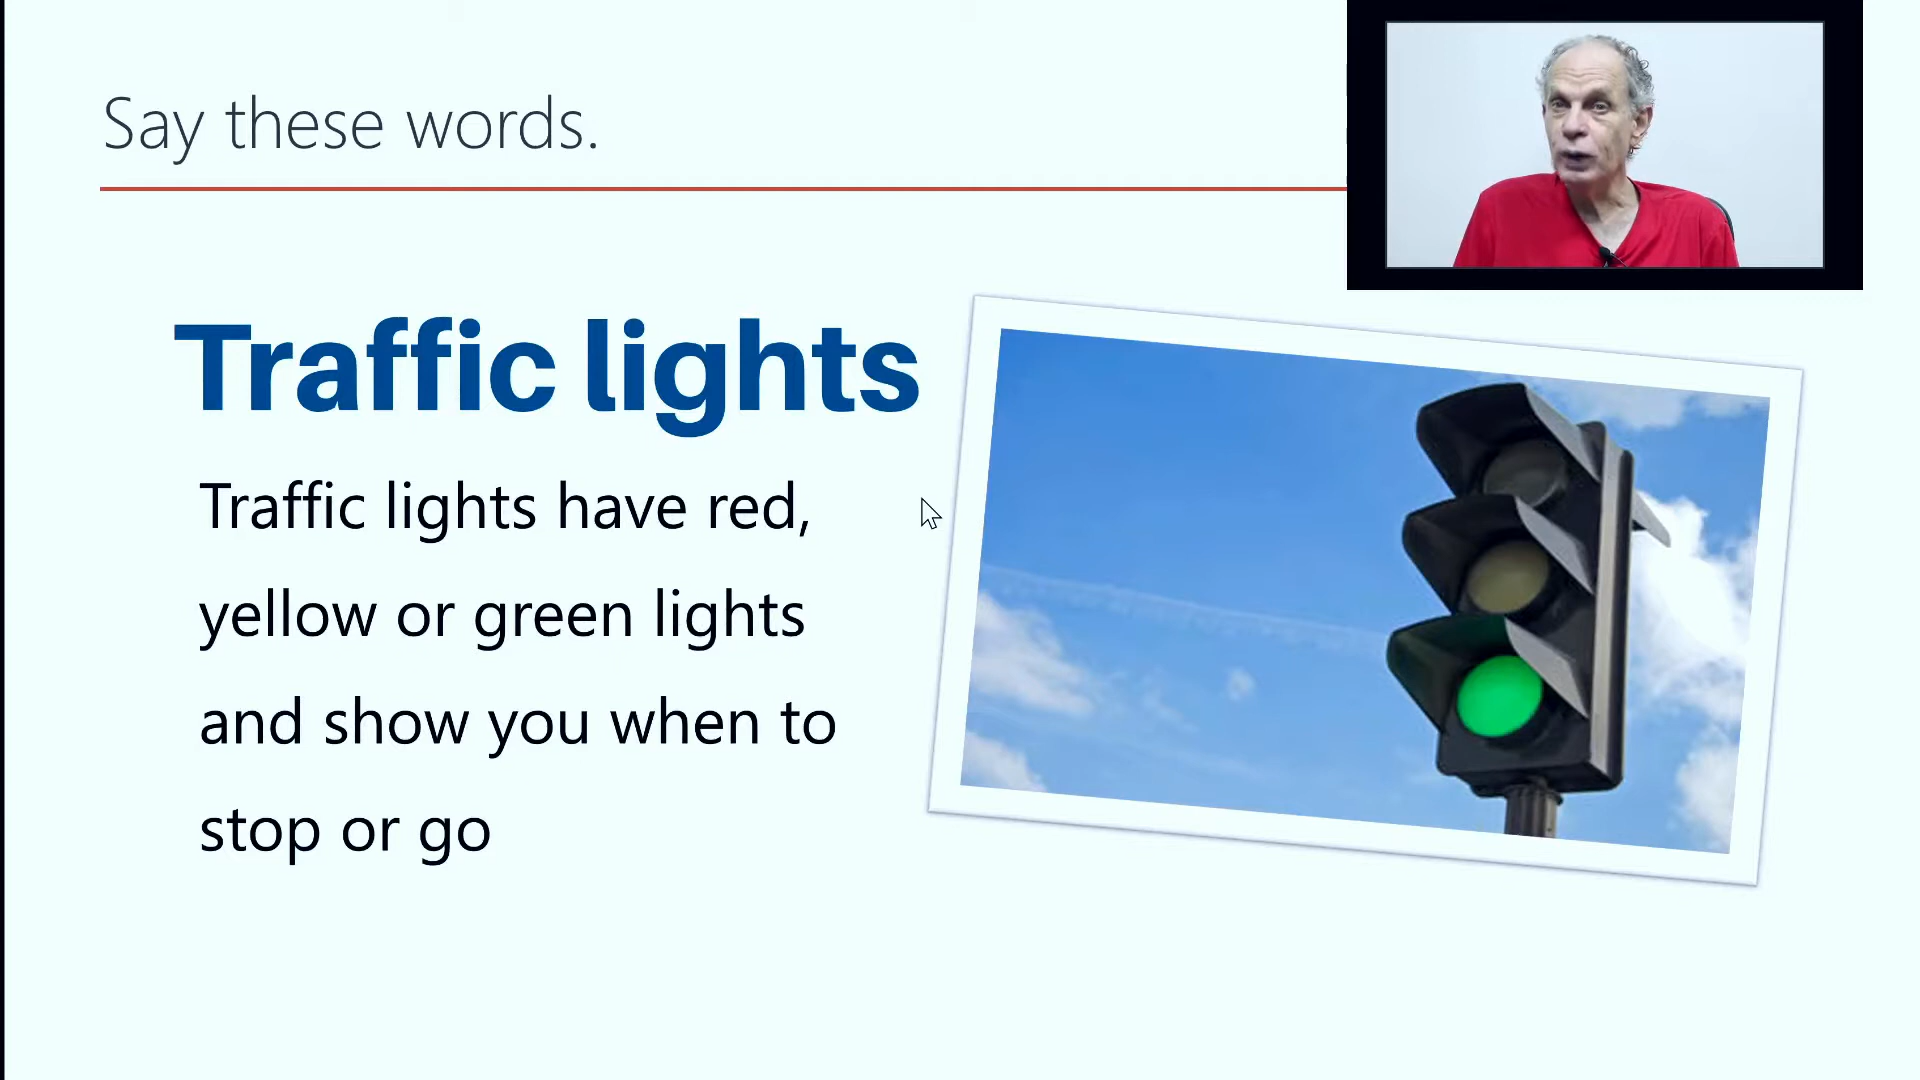 Say these words.
Traffic lights
Traffic lights have red,
yellow or green lights
and show you when to
stop or go